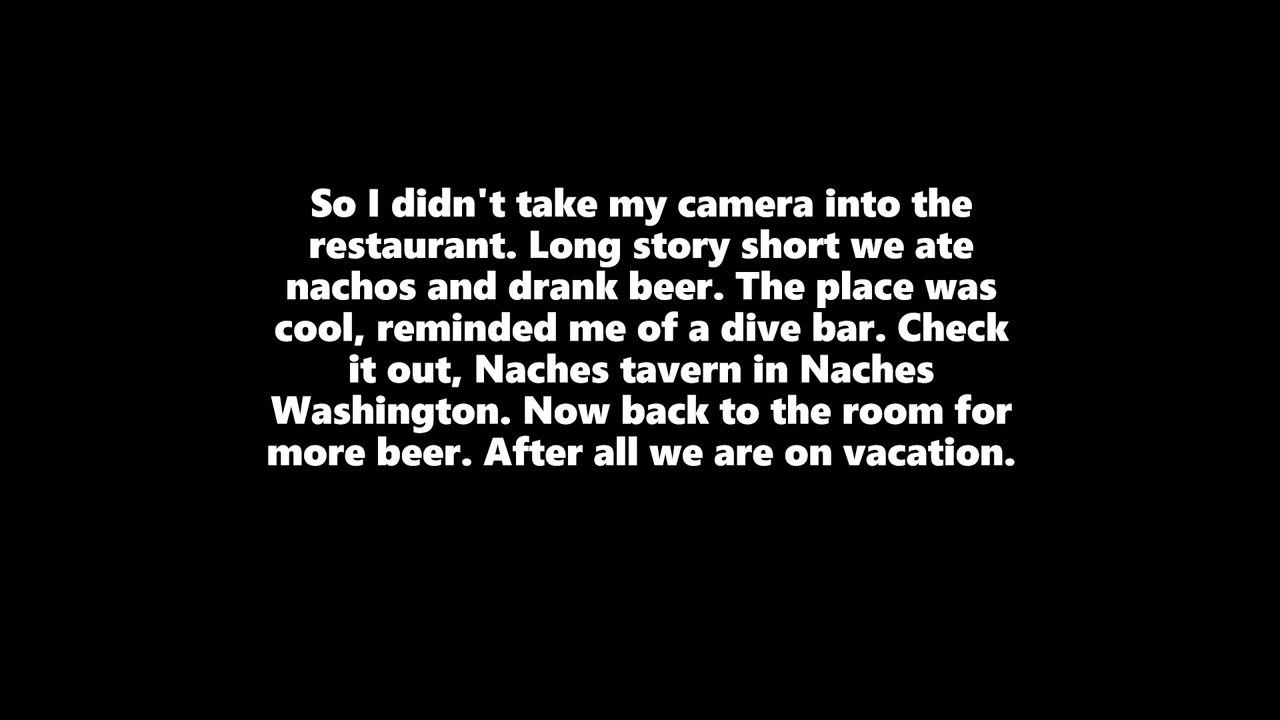 So I didn't take my camera into the
restaurant. Long story short we ate
nachos and drank beer. The place was
cool, reminded me of a dive bar. Check
it out, Naches tavern in Naches
Washington. Now back to the room for
more beer. After all we are on vacation.